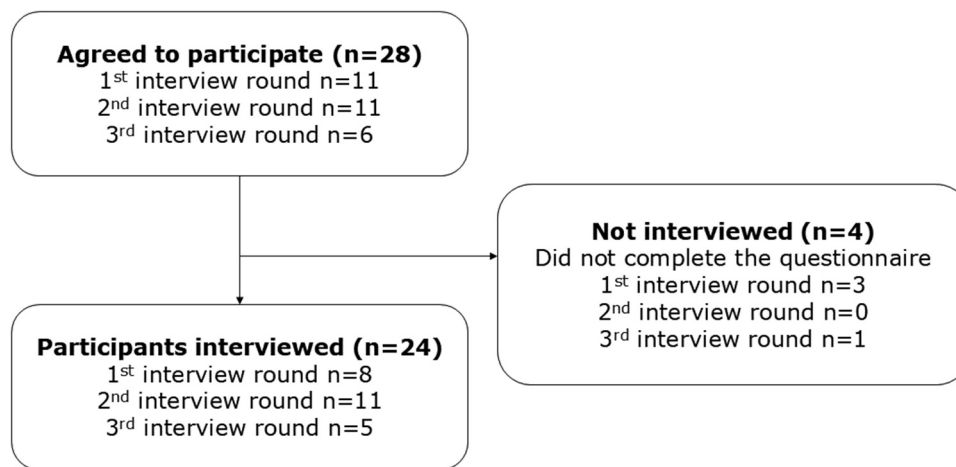 Agreed to participate (n=28)
1st interview round n=11
2nd interview round n=11
3rd interview round n=6
Not interviewed (n=4)
Did not complete the questionnaire
1st interview round n=3
2nd interview round n=0
3rd interview round n=1
Participants interviewed (n=24)
1st interview round n=8
2nd interview round n=11
3rd interview round n=5